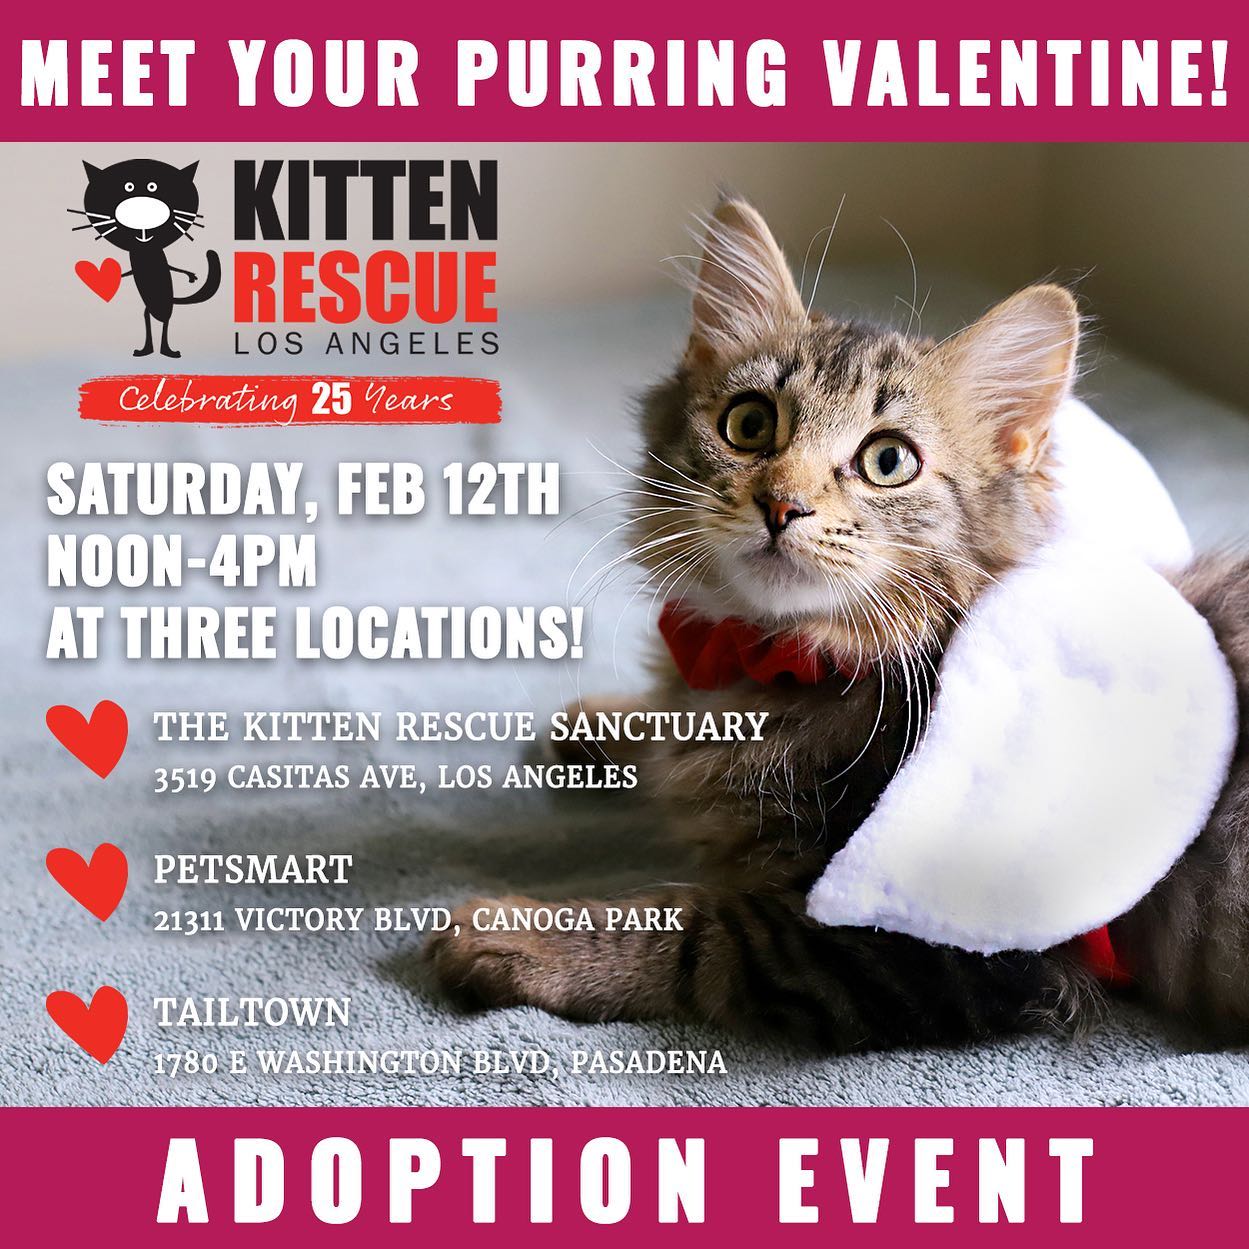 MEET YOUR PURRING VALENTINE!
KITTEN
RESCUE
LOS ANGELES
Celebrating 25 Years
SATURDAY, FEB 12TH
NOON-4PM
AT THREE LOCATIONS!
THE KITTEN RESCUE SANCTUARY
3519 CASITAS AVE, LOS ANGELES
PETSMART
21311 VICTORY BLVD, CANOGA PARK
TAILTOWN
1780 E WASHINGTON BLVD, PASADENA
ADOPTION EVENT